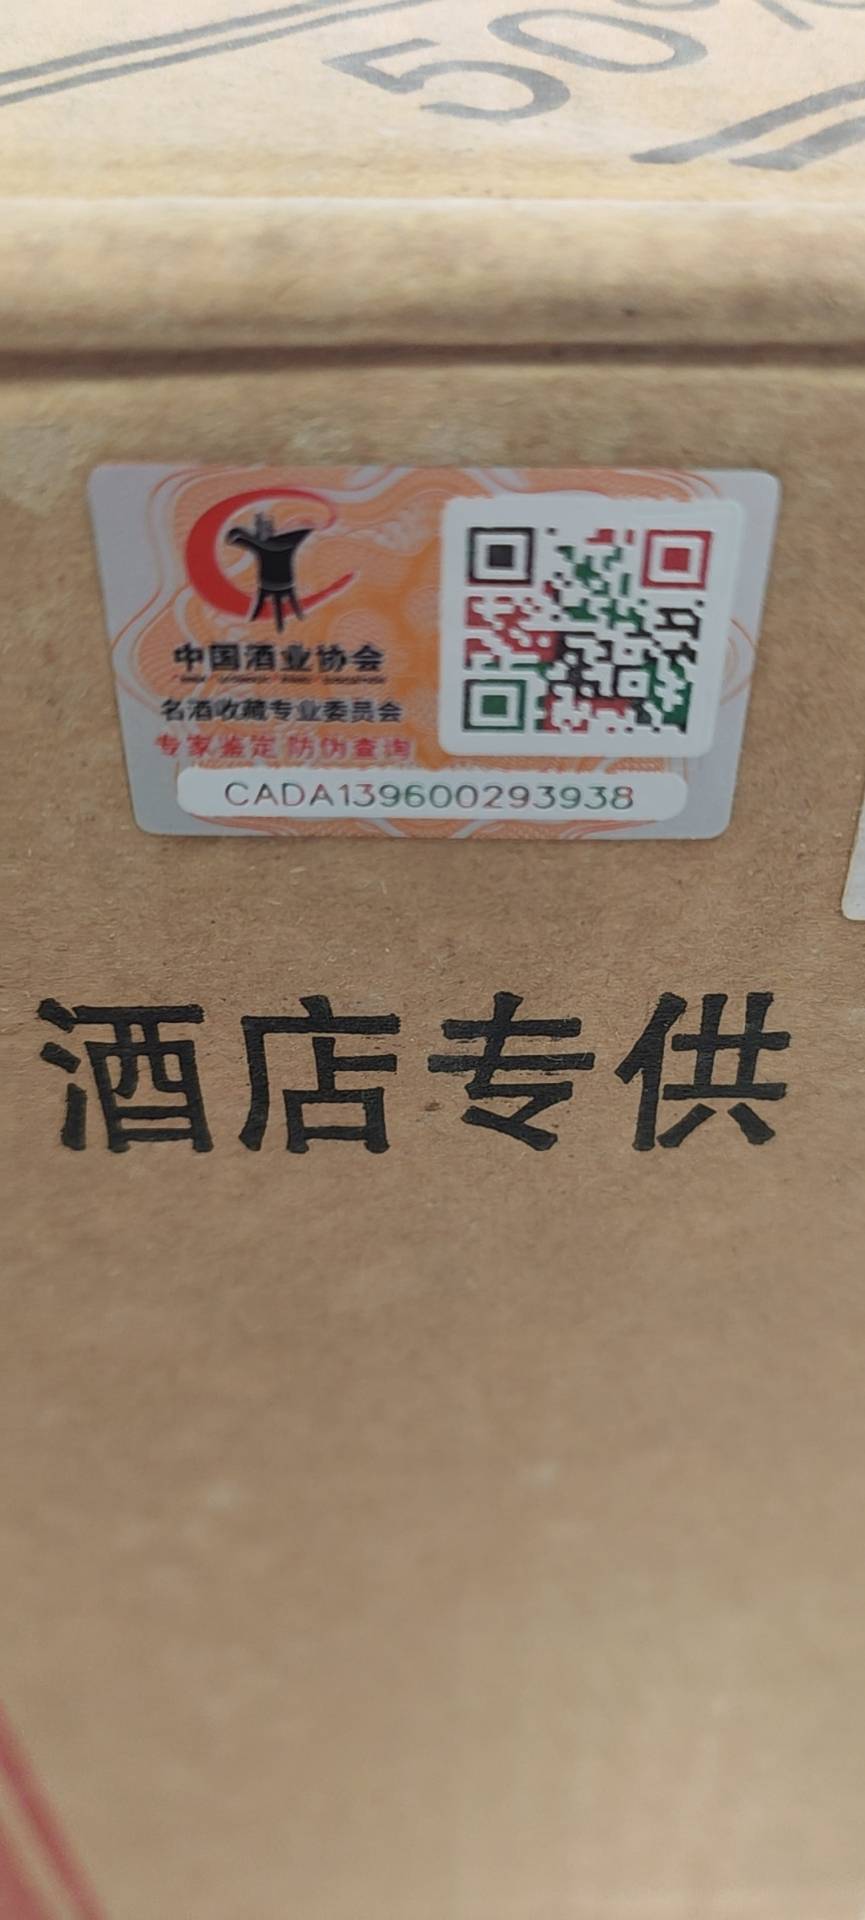 50%
中国酒业协会
名酒收藏专业委员会
专家鉴定 防伪查询
CADA139600293938
酒店专供